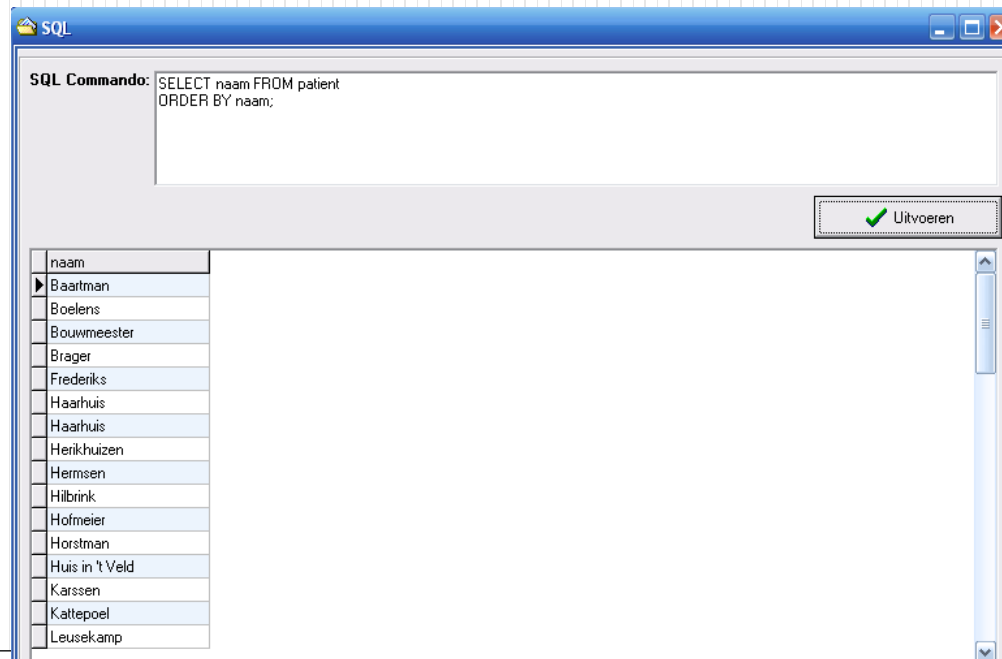 SQL
SQL Commando:
SELECT naam FROM patient
ORDER BY naam;
Uitvoeren
naam
Baartman
Boelens
Bouwmeester
Brager
Frederiks
Haarhuis
Haarhuis
Herikhuizen
Hermsen
Hilbrink
Hofmeier
Horstman
Huis in 't Veld
Karssen
Kattepoel
Leusekamp